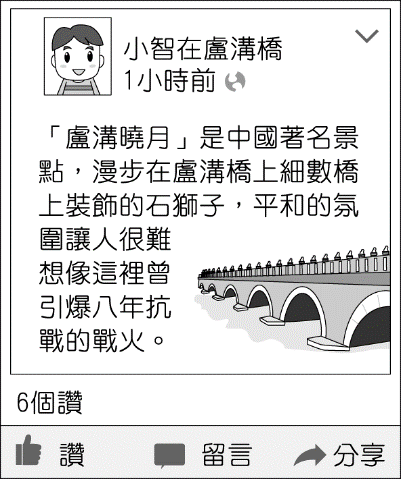 小智在盧溝橋
1小時前
「盧溝曉月」是中國著名景
點，漫步在盧溝橋上細數橋
上裝飾的石獅子，平和的氛
圍讓人很難
想像這裡曾
引爆八年抗
戰的戰火。
6個讚
讚 留言 分享